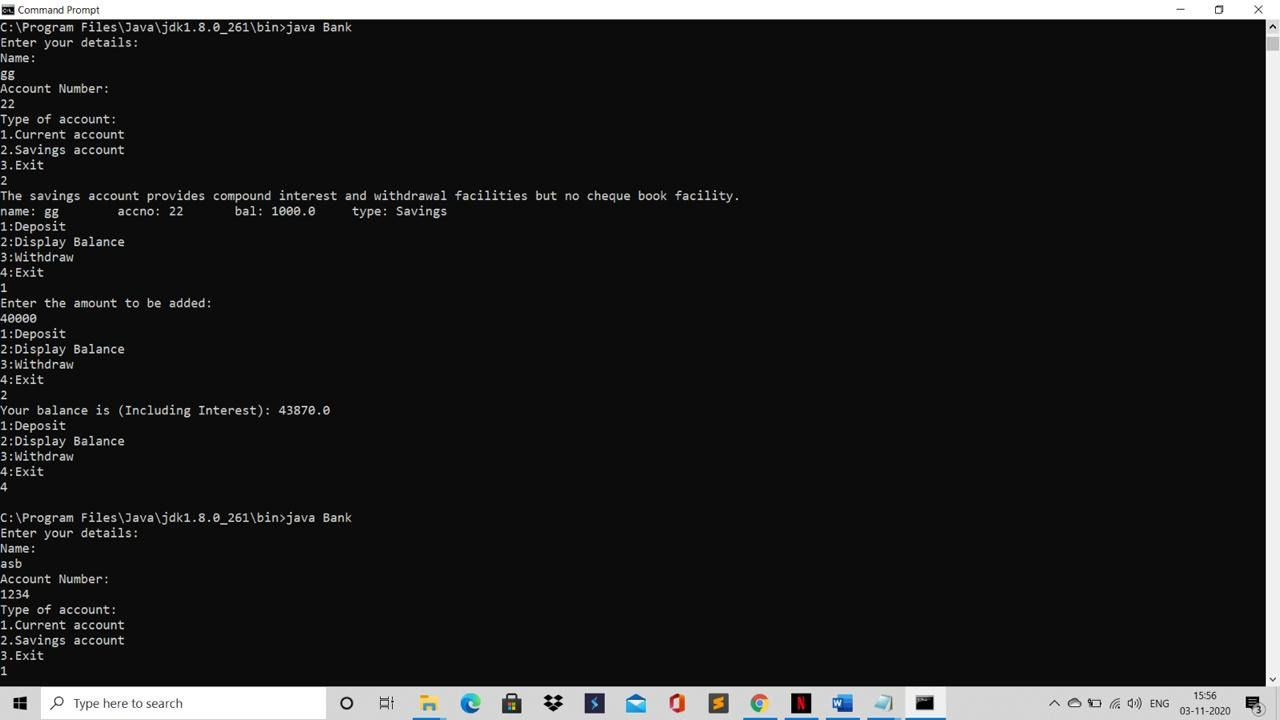 Command Prompt
C:\Program Files\Java\jdk1.8.0_261\bin>java Bank
Enter your details:
Name:
gg
Account Number:
22
Type of account:
1.Current account
2.Savings account
3.Exit
2
The savings account provides compound interest and withdrawal facilities but no cheque book facility.
name: gg        accno: 22       bal: 1000.0     type: Savings
1:Deposit
2:Display Balance
3:Withdraw
4:Exit
1
Enter the amount to be added:
40000
1:Deposit
2:Display Balance
3:Withdraw
4:Exit
2
Your balance is (Including Interest): 43870.0
1:Deposit
2:Display Balance
3:Withdraw
4:Exit
4
C:\Program Files\Java\jdk1.8.0_261\bin>java Bank
Enter your details:
Name:
asb
Account Number:
1234
Type of account:
1.Current account
2.Savings account
3.Exit
1
Type here to search
ENG
15:56
03-11-2020
3